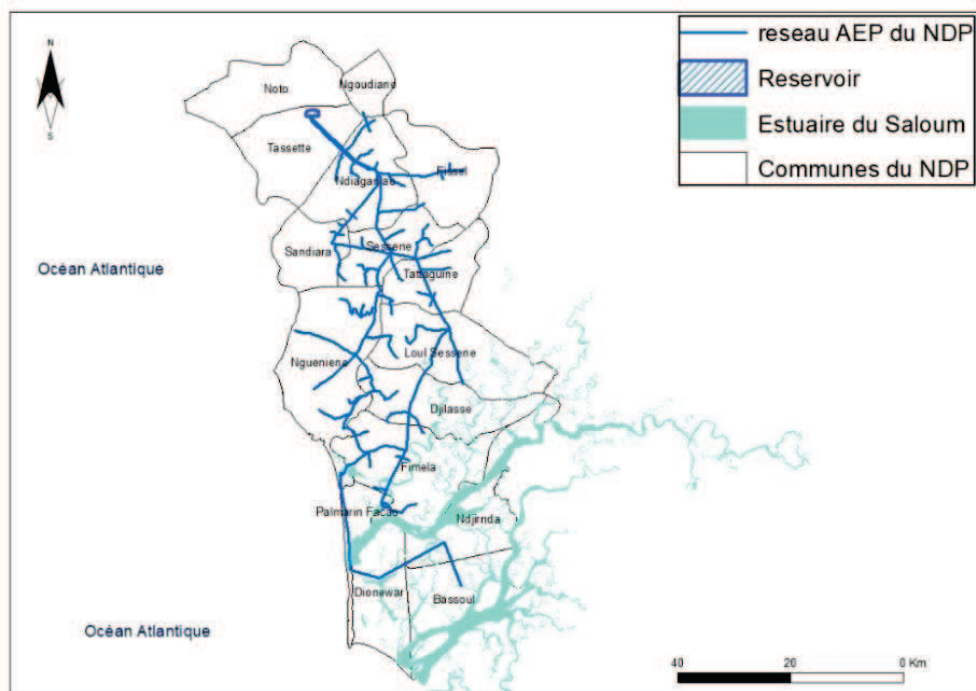 N
S
reseau AEP du NDP
Reservoir
Estuaire du Saloum
Communes du NDP
Noto
Ngoudiane
Tassette
Ndiaganiao
Fissel
Sandiara
Sessene
Tattaguine
Océan Atlantique
Ngueniene
Loul Sessene
Djilasse
Fimela
Palmarin Facao
Ndjirnda
Dionewar
Bassoul
Océan Atlantique
40 20 0 Km